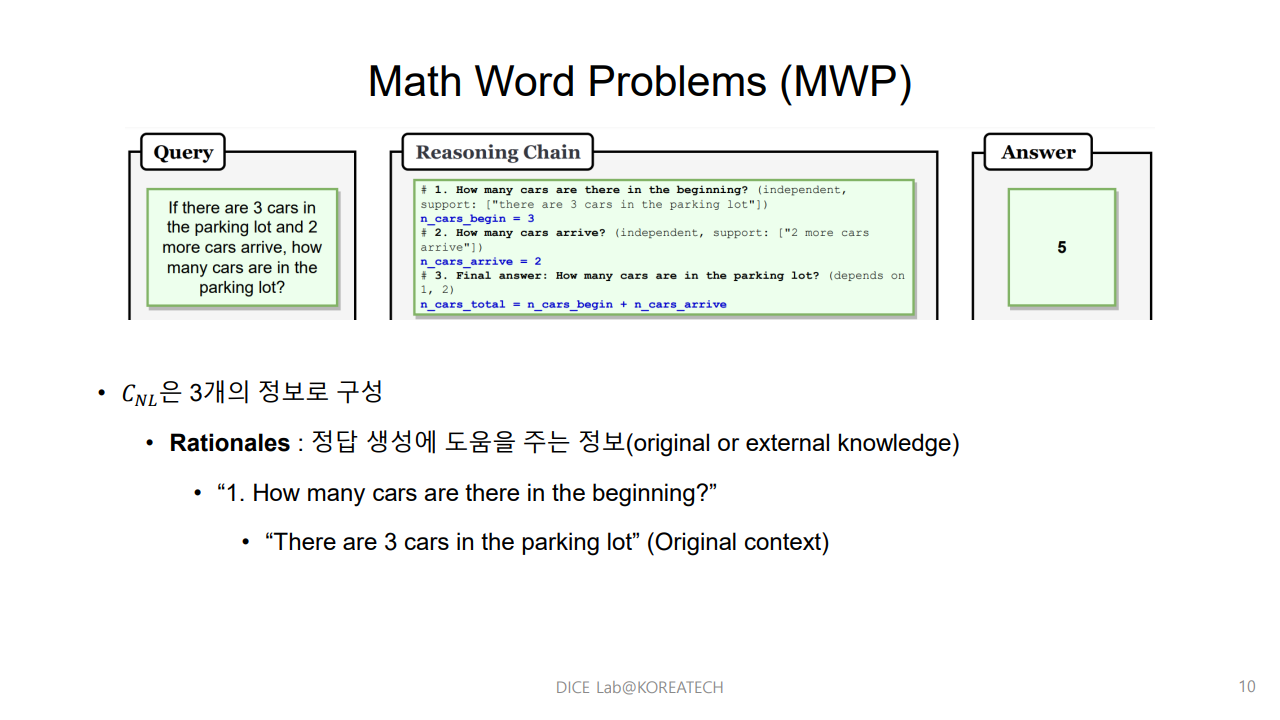 Math Word Problems (MWP)
Query
If there are 3 cars in
the parking lot and 2
more cars arrive, how
many cars are in the
parking lot?
Reasoning Chain
# 1. How many cars are there in the beginning? (independent,
support: ["there are 3 cars in the parking lot"])
n_cars_begin = 3
# 2. How many cars arrive? (independent, support: ["2 more cars
arrive"])
n_cars_arrive = 2
# 3. Final answer: How many cars are in the parking lot? (depends on
1, 2)
n_cars_total = n_cars_begin + n_cars_arrive
Answer
5
• C_NL은 3개의 정보로 구성
• Rationales : 정답 생성에 도움을 주는 정보(original or external knowledge)
• “1. How many cars are there in the beginning?”
• “There are 3 cars in the parking lot” (Original context)
DICE Lab@KOREATECH
10